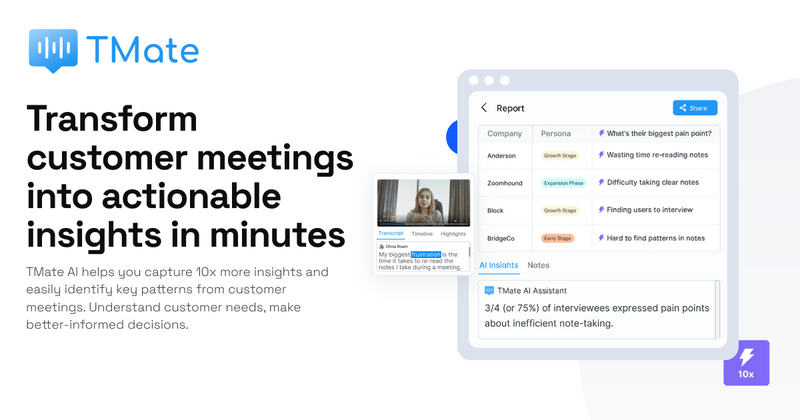 TMate
Transform
customer meetings
into actionable
insights in minutes
TMate AI helps you capture 10x more insights and
easily identify key patterns from customer
meetings. Understand customer needs, make
better-informed decisions.
Transcript Timeline Highlights
Olivia Roam
My biggest frustration is the
time it takes to re-read the
notes I take during a meeting.
Report
Share
Company Persona What's their biggest pain point?
Anderson Growth Stage Wasting time re-reading notes
Zoomhound Expansion Phase Difficulty taking clear notes
Block Growth Stage Finding users to interview
BridgeCo Early Stage Hard to find patterns in notes
AI Insights Notes
TMate AI Assistant
3/4 (or 75%) of interviewees expressed pain points
about inefficient note-taking.
10x